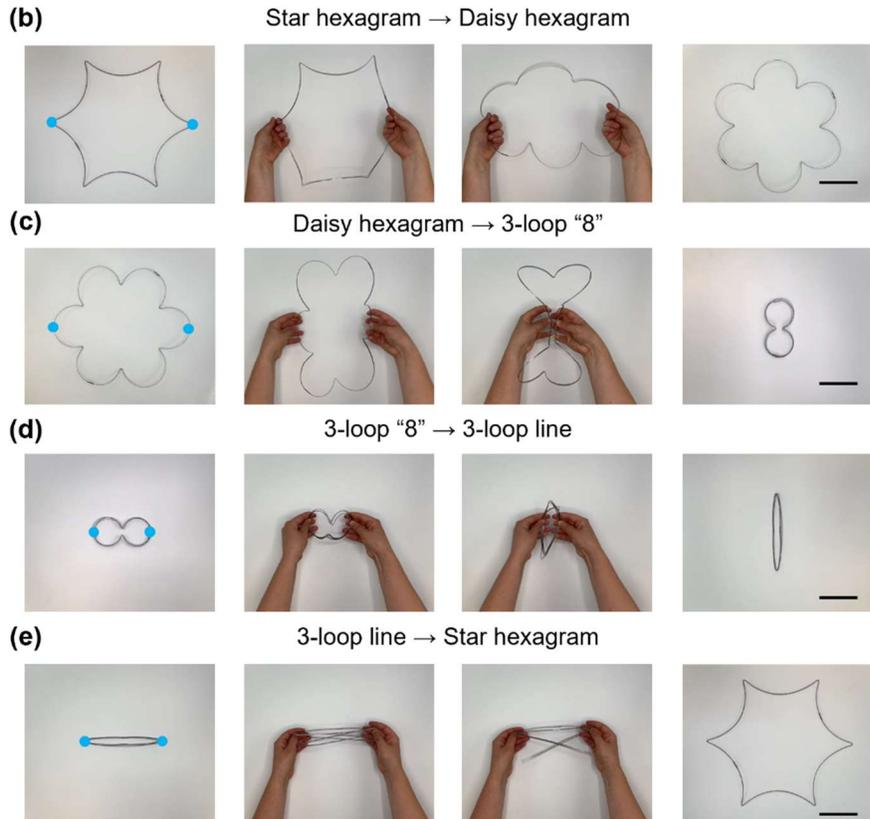 (b)
Star hexagram → Daisy hexagram
(c)
Daisy hexagram → 3-loop “8”
(d)
3-loop “8” → 3-loop line
(e)
3-loop line → Star hexagram